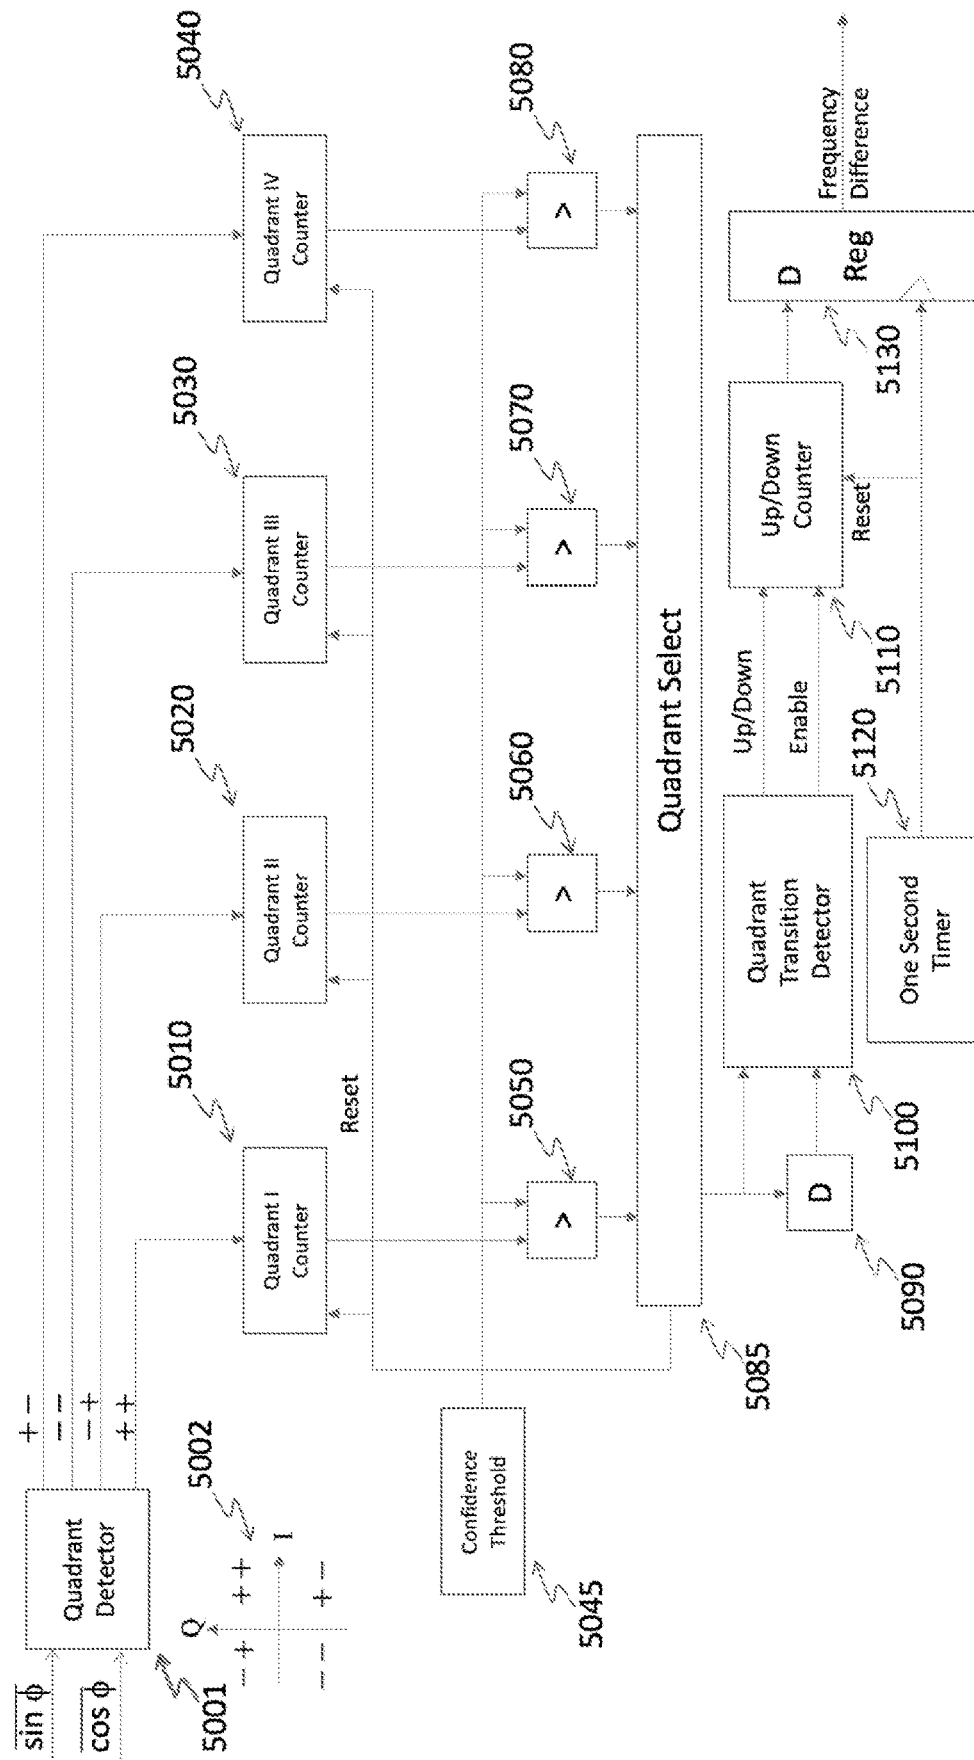 sin ϕ
cos ϕ
Quadrant
Detector
5001
+ −
− −
− +
+ +
Q
I
− +
+ +
− −
+ −
5002
Quadrant I
Counter
5010
Quadrant II
Counter
5020
Quadrant III
Counter
5030
Quadrant IV
Counter
5040
Reset
Confidence
Threshold
5045
>
5050
>
5060
>
5070
>
5080
Quadrant Select
5085
D
5090
Quadrant
Transition
Detector
5100
Up/Down
Enable
Up/Down
Counter
5110
Reset
One Second
Timer
5120
D
Reg
5130
Frequency
Difference